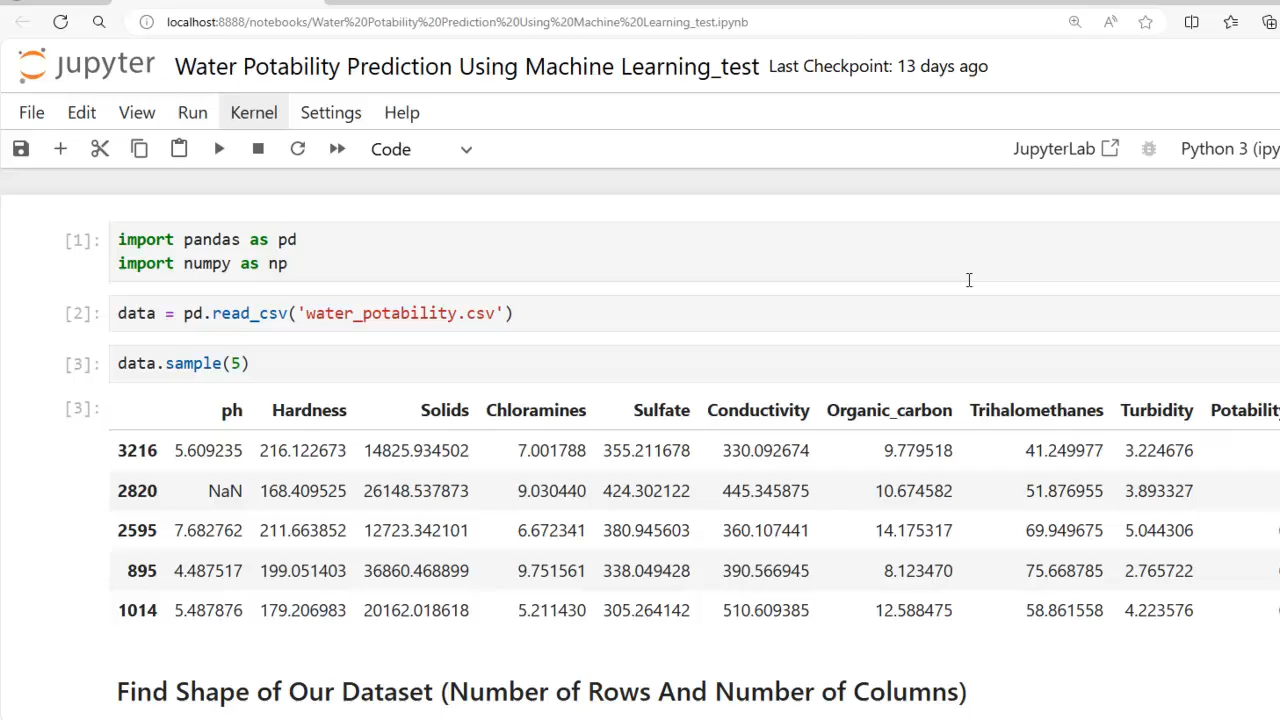 localhost:8888/notebooks/Water%20Potability%20Prediction%20Using%20Machine%20Learning_test.ipynb
jupyter Water Potability Prediction Using Machine Learning_test Last Checkpoint: 13 days ago
File Edit View Run Kernel Settings Help
Code JupyterLab Python 3 (ipy
[1]: import pandas as pd
import numpy as np
[2]: data = pd.read_csv('water_potability.csv')
[3]: data.sample(5)
[3]: ph Hardness Solids Chloramines Sulfate Conductivity Organic_carbon Trihalomethanes Turbidity Potability
3216 5.609235 216.122673 14825.934502 7.001788 355.211678 330.092674 9.779518 41.249977 3.224676
2820 NaN 168.409525 26148.537873 9.030440 424.302122 445.345875 10.674582 51.876955 3.893327
2595 7.682762 211.663852 12723.342101 6.672341 380.945603 360.107441 14.175317 69.949675 5.044306
895 4.487517 199.051403 36860.468899 9.751561 338.049428 390.566945 8.123470 75.668785 2.765722
1014 5.487876 179.206983 20162.018618 5.211430 305.264142 510.609385 12.588475 58.861558 4.223576
Find Shape of Our Dataset (Number of Rows And Number of Columns)